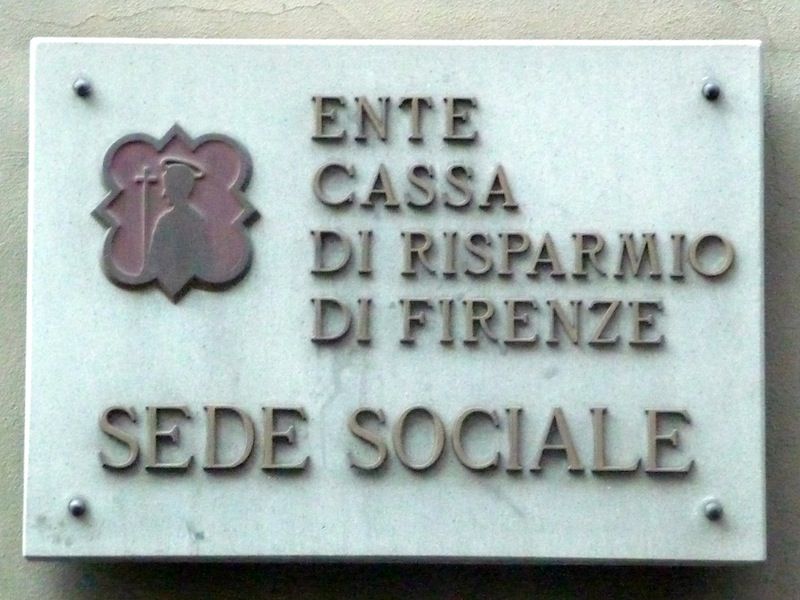 ENTE
CASSA
DI RISPARMIO
DI FIRENZE
SEDE SOCIALE